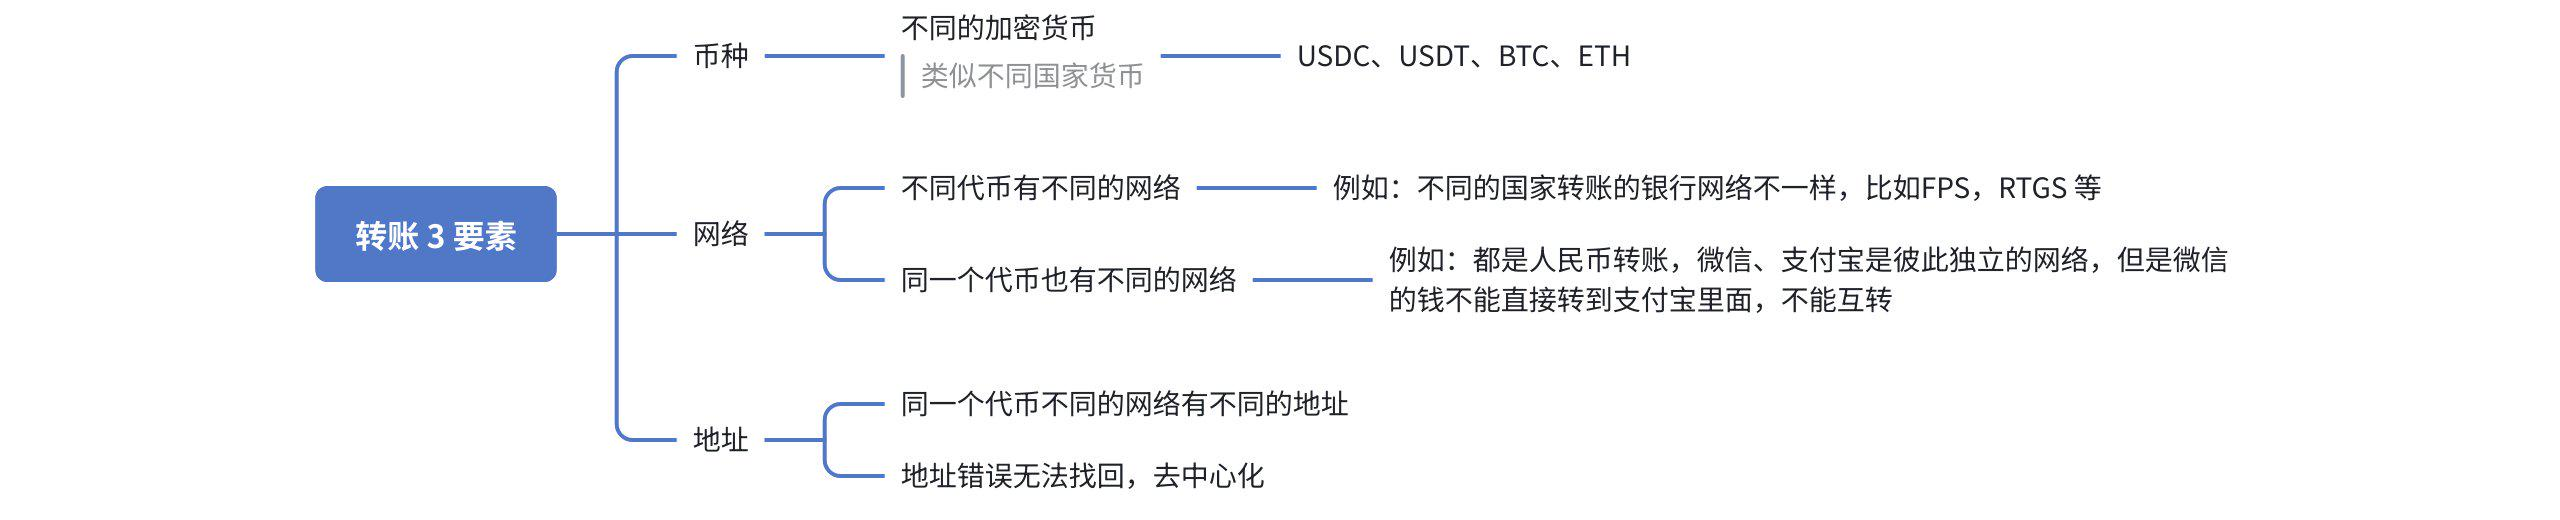 转账 3 要素
币种
不同的加密货币
类似不同国家货币
USDC、USDT、BTC、ETH
网络
不同代币有不同的网络
例如：不同的国家转账的银行网络不一样，比如FPS，RTGS 等
同一个代币也有不同的网络
例如：都是人民币转账，微信、支付宝是彼此独立的网络，但是微信
的钱不能直接转到支付宝里面，不能互转
地址
同一个代币不同的网络有不同的地址
地址错误无法找回，去中心化